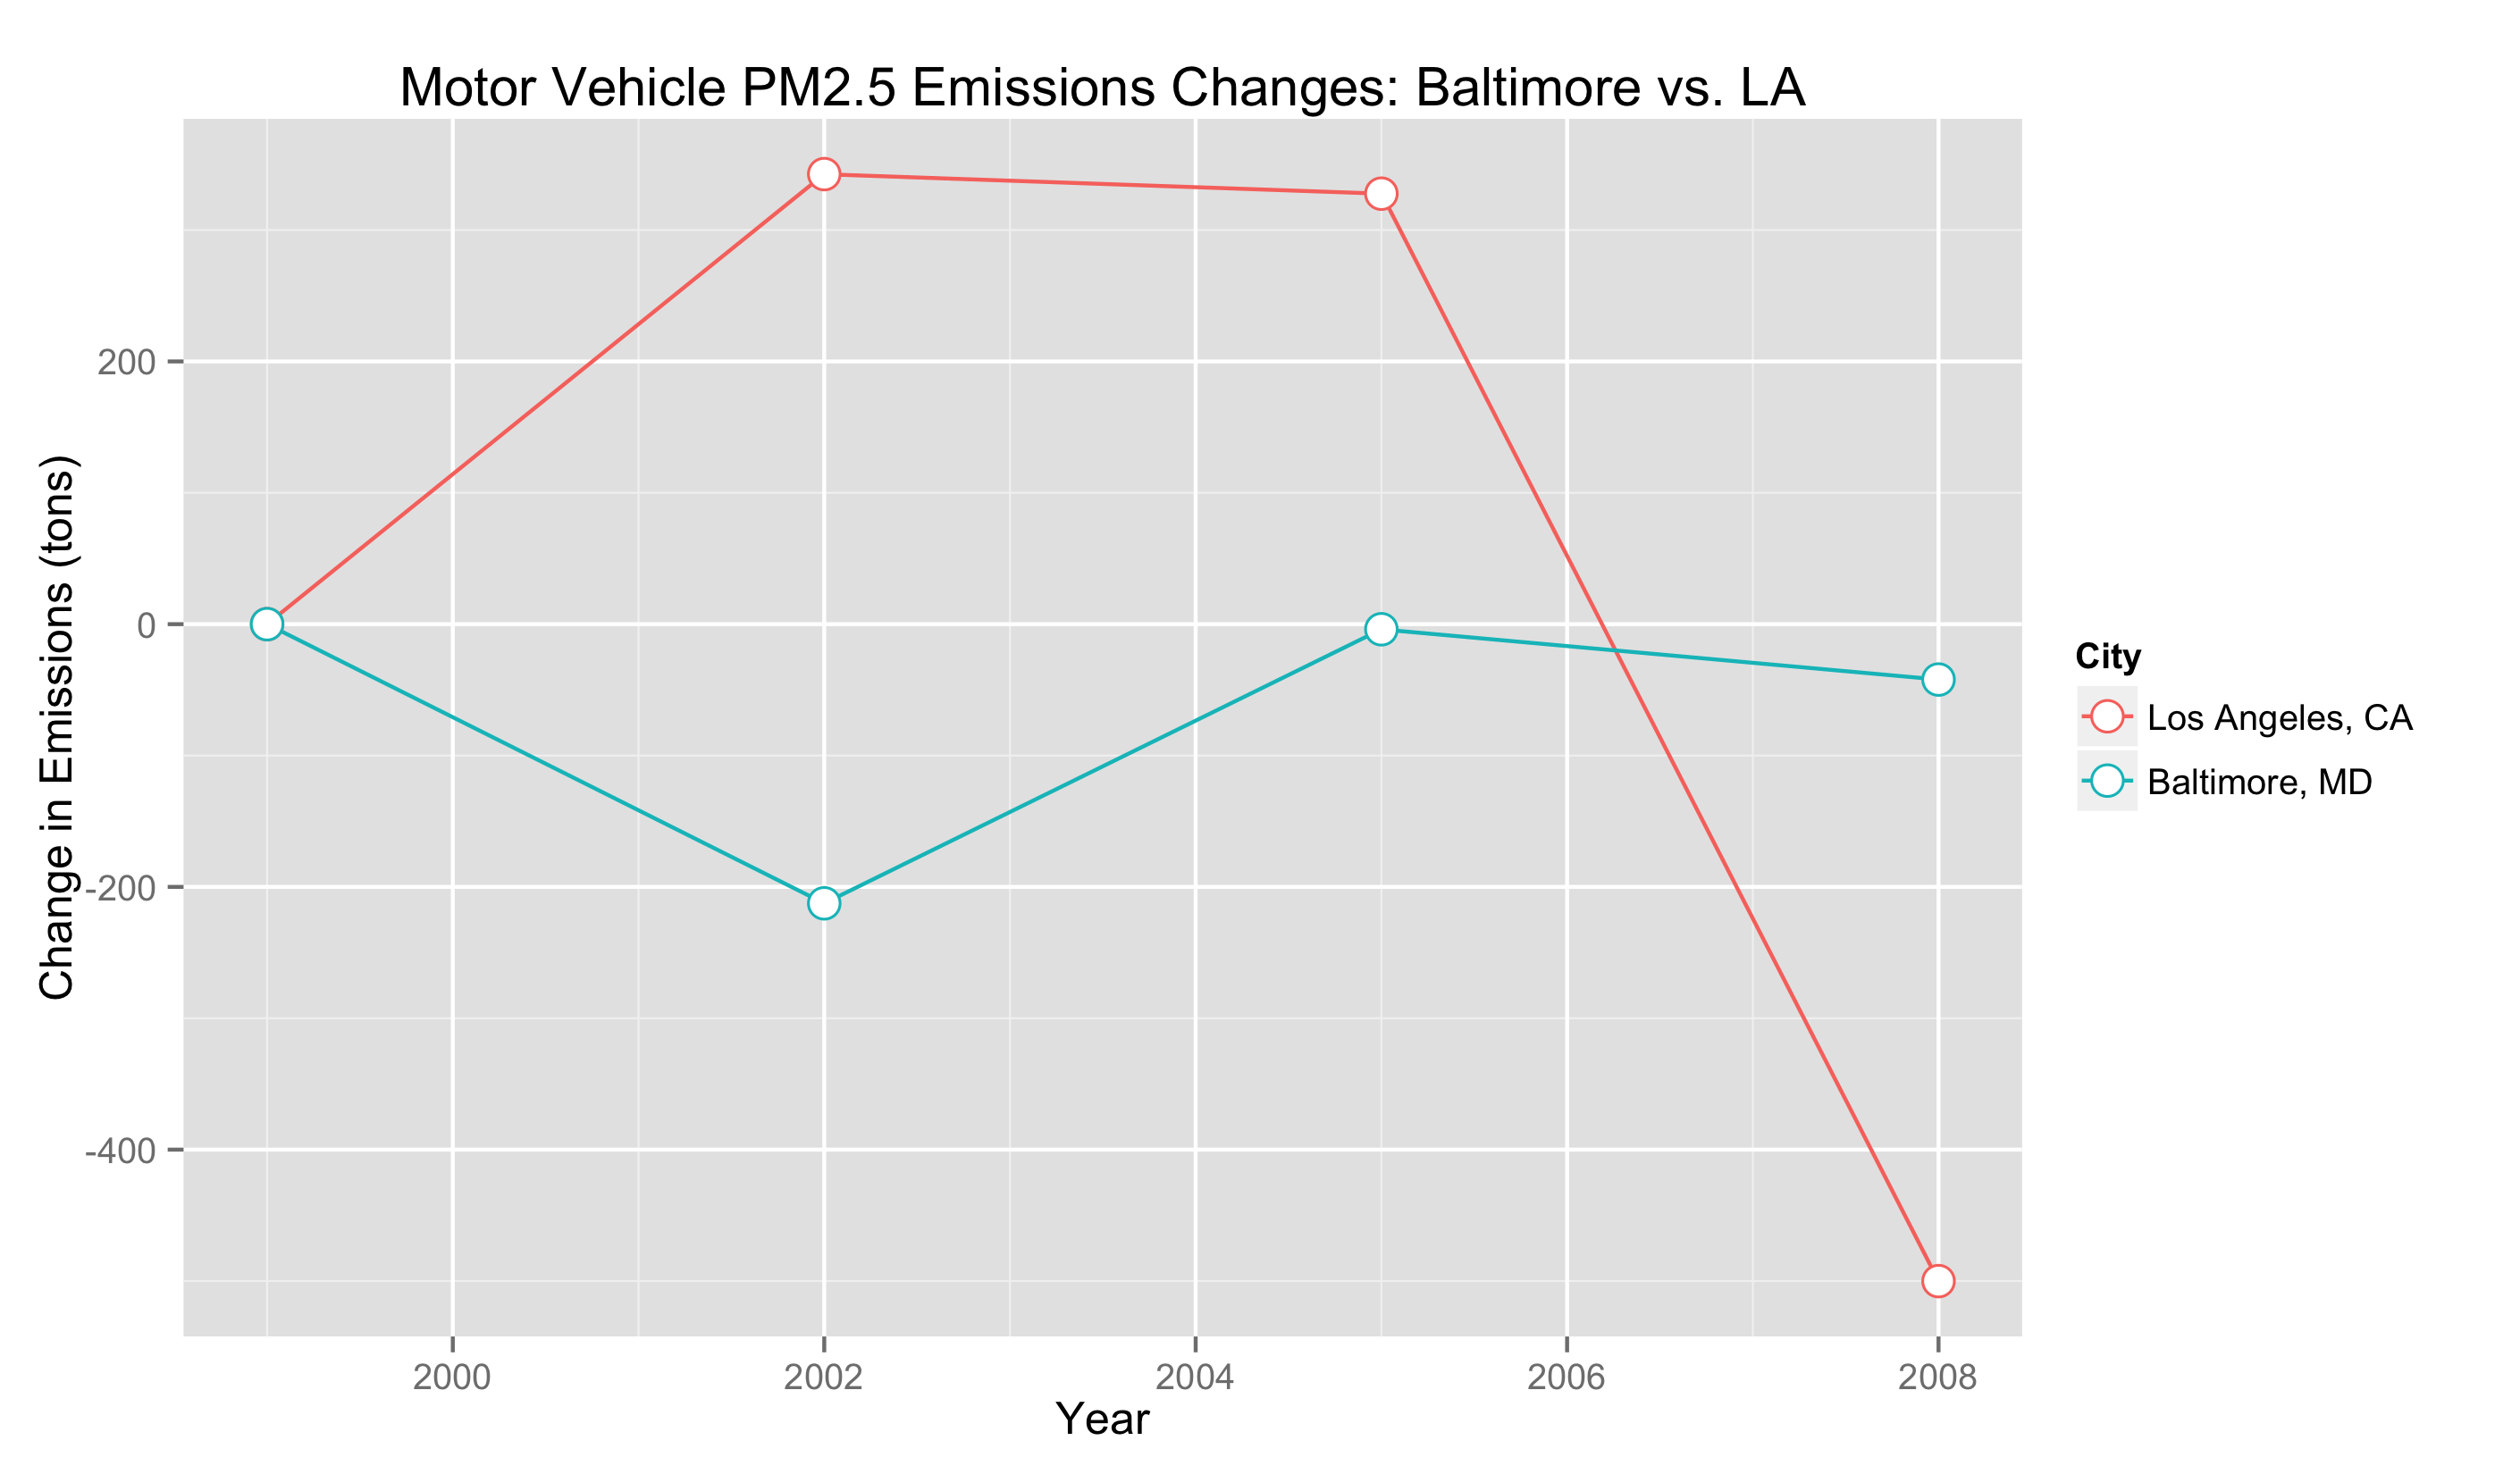 Motor Vehicle PM2.5 Emissions Changes: Baltimore vs. LA
Change in Emissions (tons)
200
0
-200
-400
2000 2002 2004 2006 2008
Year
City
Los Angeles, CA
Baltimore, MD